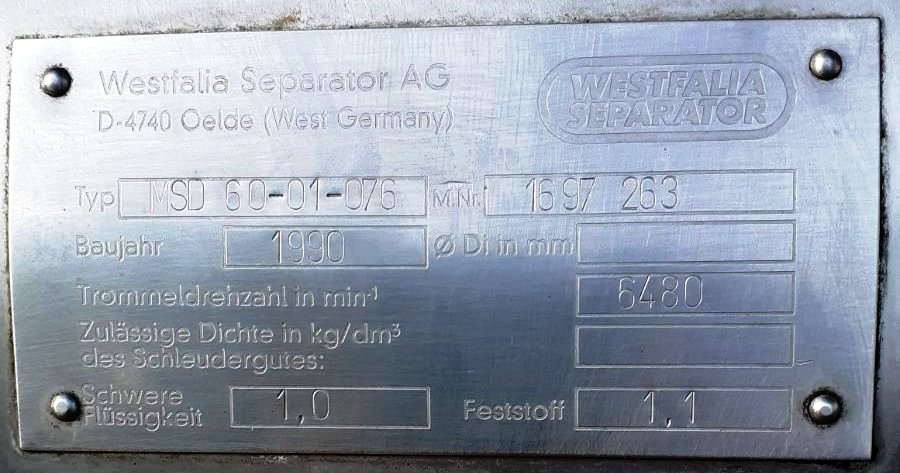 Westfalia Separator AG
D-4740 Oelde (West Germany)
WESTFALIA
SEPARATOR
Typ MSD 60-01-076 M.Nr. 1697 263
Baujahr 1990 Ø Di in mm
Trommeldrehzahl in min⁻¹ 6480
Zulässige Dichte in kg/dm³
des Schleudergutes:
Schwere
Flüssigkeit 1,0 Feststoff 1,1